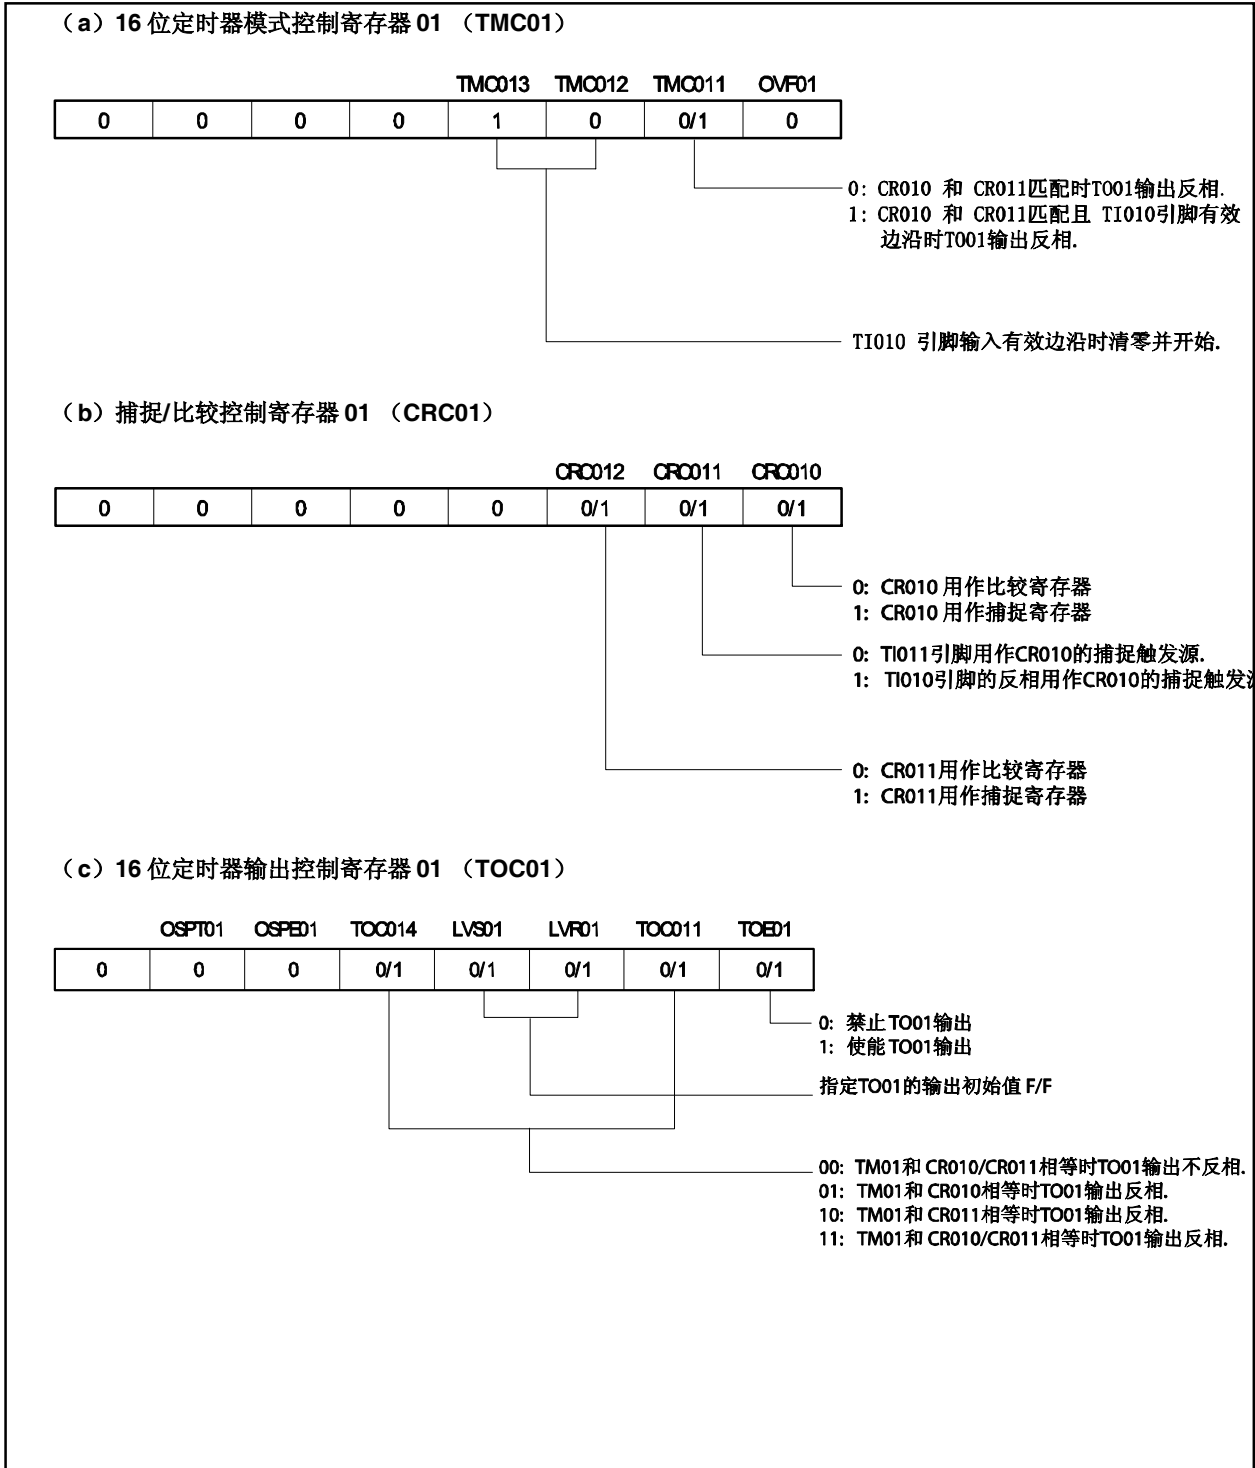 （a）16 位定时器模式控制寄存器 01 （TMC01）
TMC013 TMC012 TMC011 OVF01
0 0 0 0 1 0 0/1 0
0: CR010 和 CR011匹配时TO01输出反相.
1: CR010 和 CR011匹配且 TI010引脚有效
边沿时TO01输出反相.
TI010 引脚输入有效边沿时清零并开始.
（b）捕捉/比较控制寄存器 01 （CRC01）
CRC012 CRC011 CRC010
0 0 0 0 0 0/1 0/1 0/1
0: CR010 用作比较寄存器
1: CR010 用作捕捉寄存器
0: TI011引脚用作CR010的捕捉触发源.
1: TI010引脚的反相用作CR010的捕捉触发
0: CR011用作比较寄存器
1: CR011用作捕捉寄存器
（c）16 位定时器输出控制寄存器 01 （TOC01）
OSPT01 OSPE01 TOC014 LVS01 LVR01 TOC011 TOE01
0 0 0 0/1 0/1 0/1 0/1 0/1
0: 禁止 TO01输出
1: 使能 TO01输出
指定TO01的输出初始值 F/F
00: TM01和 CR010/CR011相等时TO01输出不反相.
01: TM01和 CR010相等时TO01输出反相.
10: TM01和 CR011相等时TO01输出反相.
11: TM01和 CR010/CR011相等时TO01输出反相.